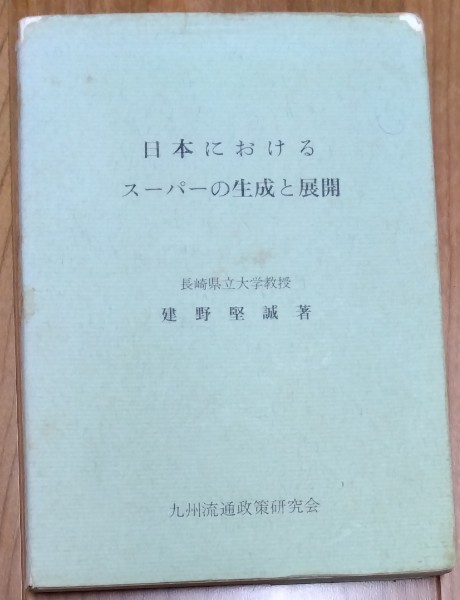 日本における
スーパーの生成と展開
長崎県立大学教授
建野堅誠著
九州流通政策研究会